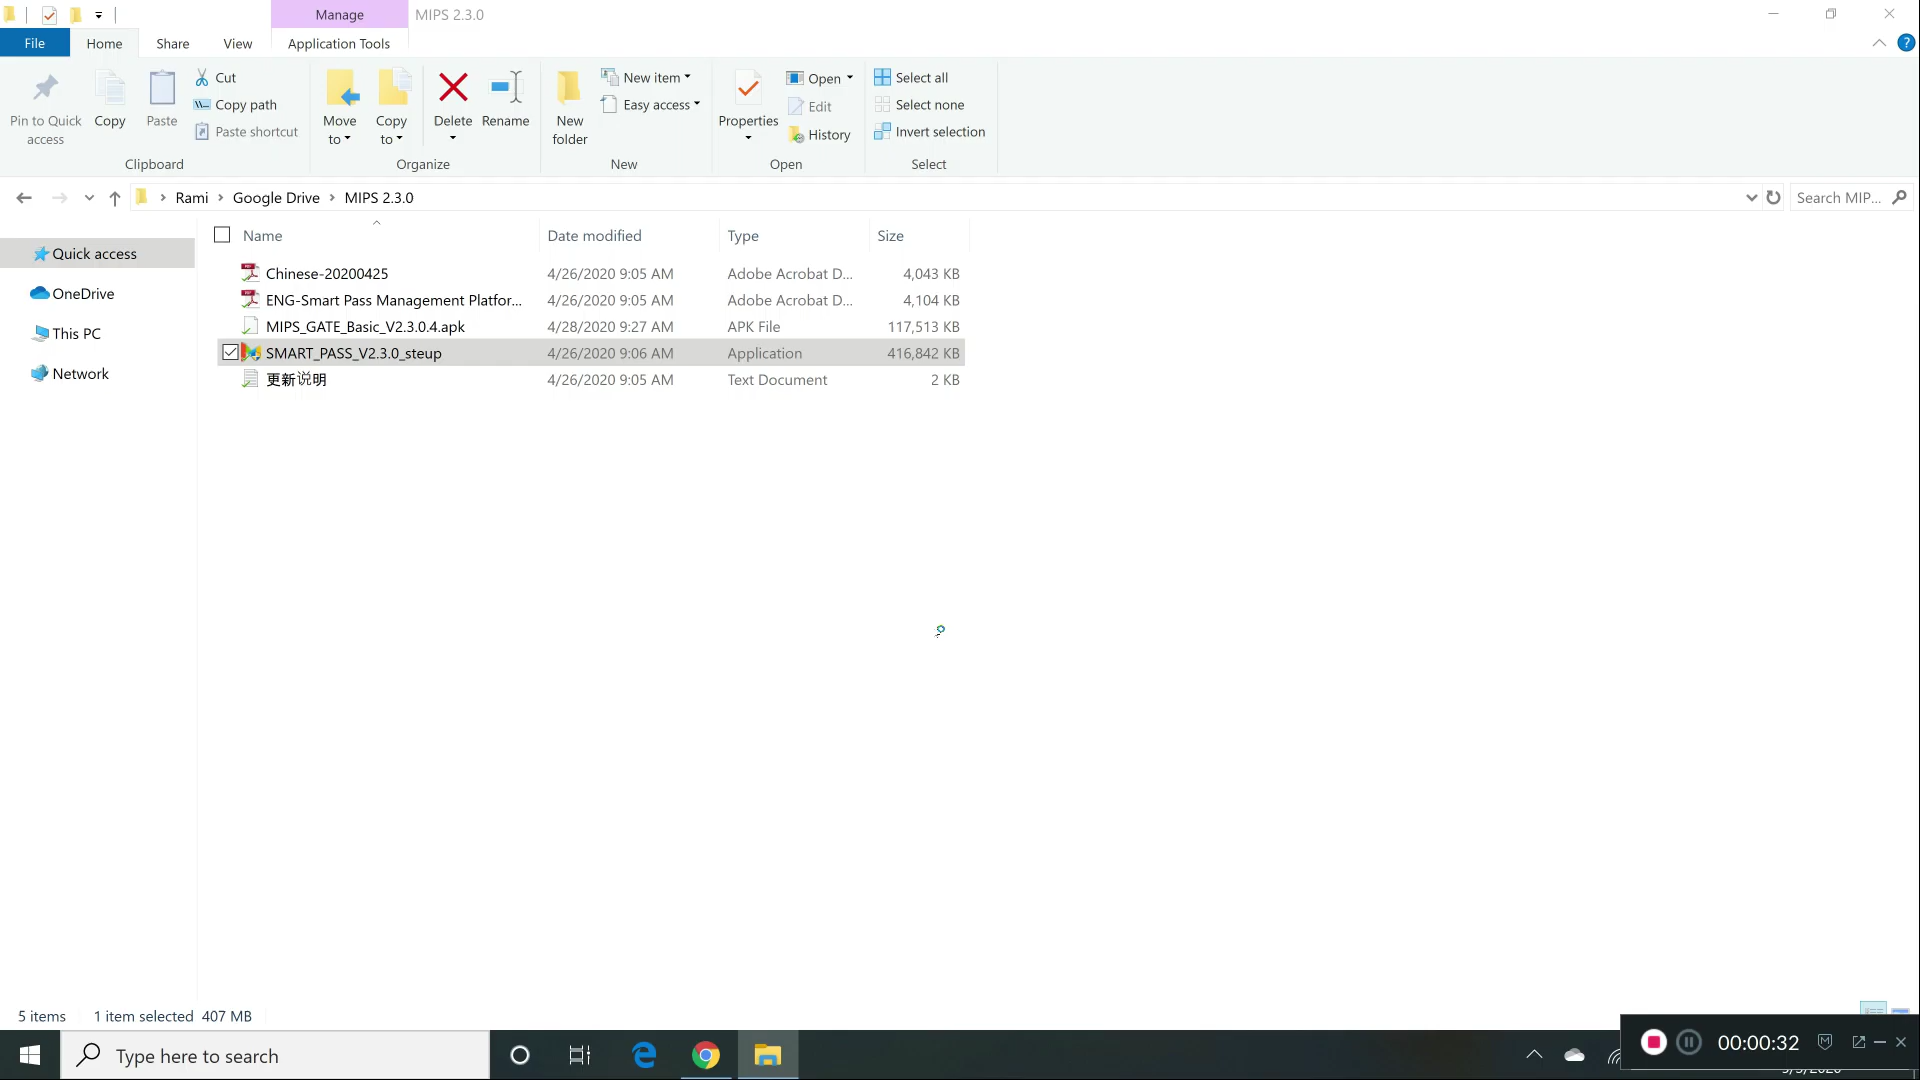 Manage
MIPS 2.3.0
File
Home
Share
View
Application Tools
Pin to Quick
access
Copy
Paste
Cut
Copy path
Paste shortcut
Move
to
Copy
to
Delete
Rename
New
folder
New item
Easy access
Properties
Open
Edit
History
Select all
Select none
Invert selection
Clipboard
Organize
New
Open
Select
Rami
Google Drive
MIPS 2.3.0
Search MIP...
Name
Date modified
Type
Size
Quick access
OneDrive
This PC
Network
Chinese-20200425 4/26/2020 9:05 AM Adobe Acrobat D... 4,043 KB
ENG-Smart Pass Management Platfor... 4/26/2020 9:05 AM Adobe Acrobat D... 4,104 KB
MIPS_GATE_Basic_V2.3.0.4.apk 4/28/2020 9:27 AM APK File 117,513 KB
SMART_PASS_V2.3.0_steup 4/26/2020 9:06 AM Application 416,842 KB
更新说明 4/26/2020 9:05 AM Text Document 2 KB
5 items 1 item selected 407 MB
Type here to search
00:00:32